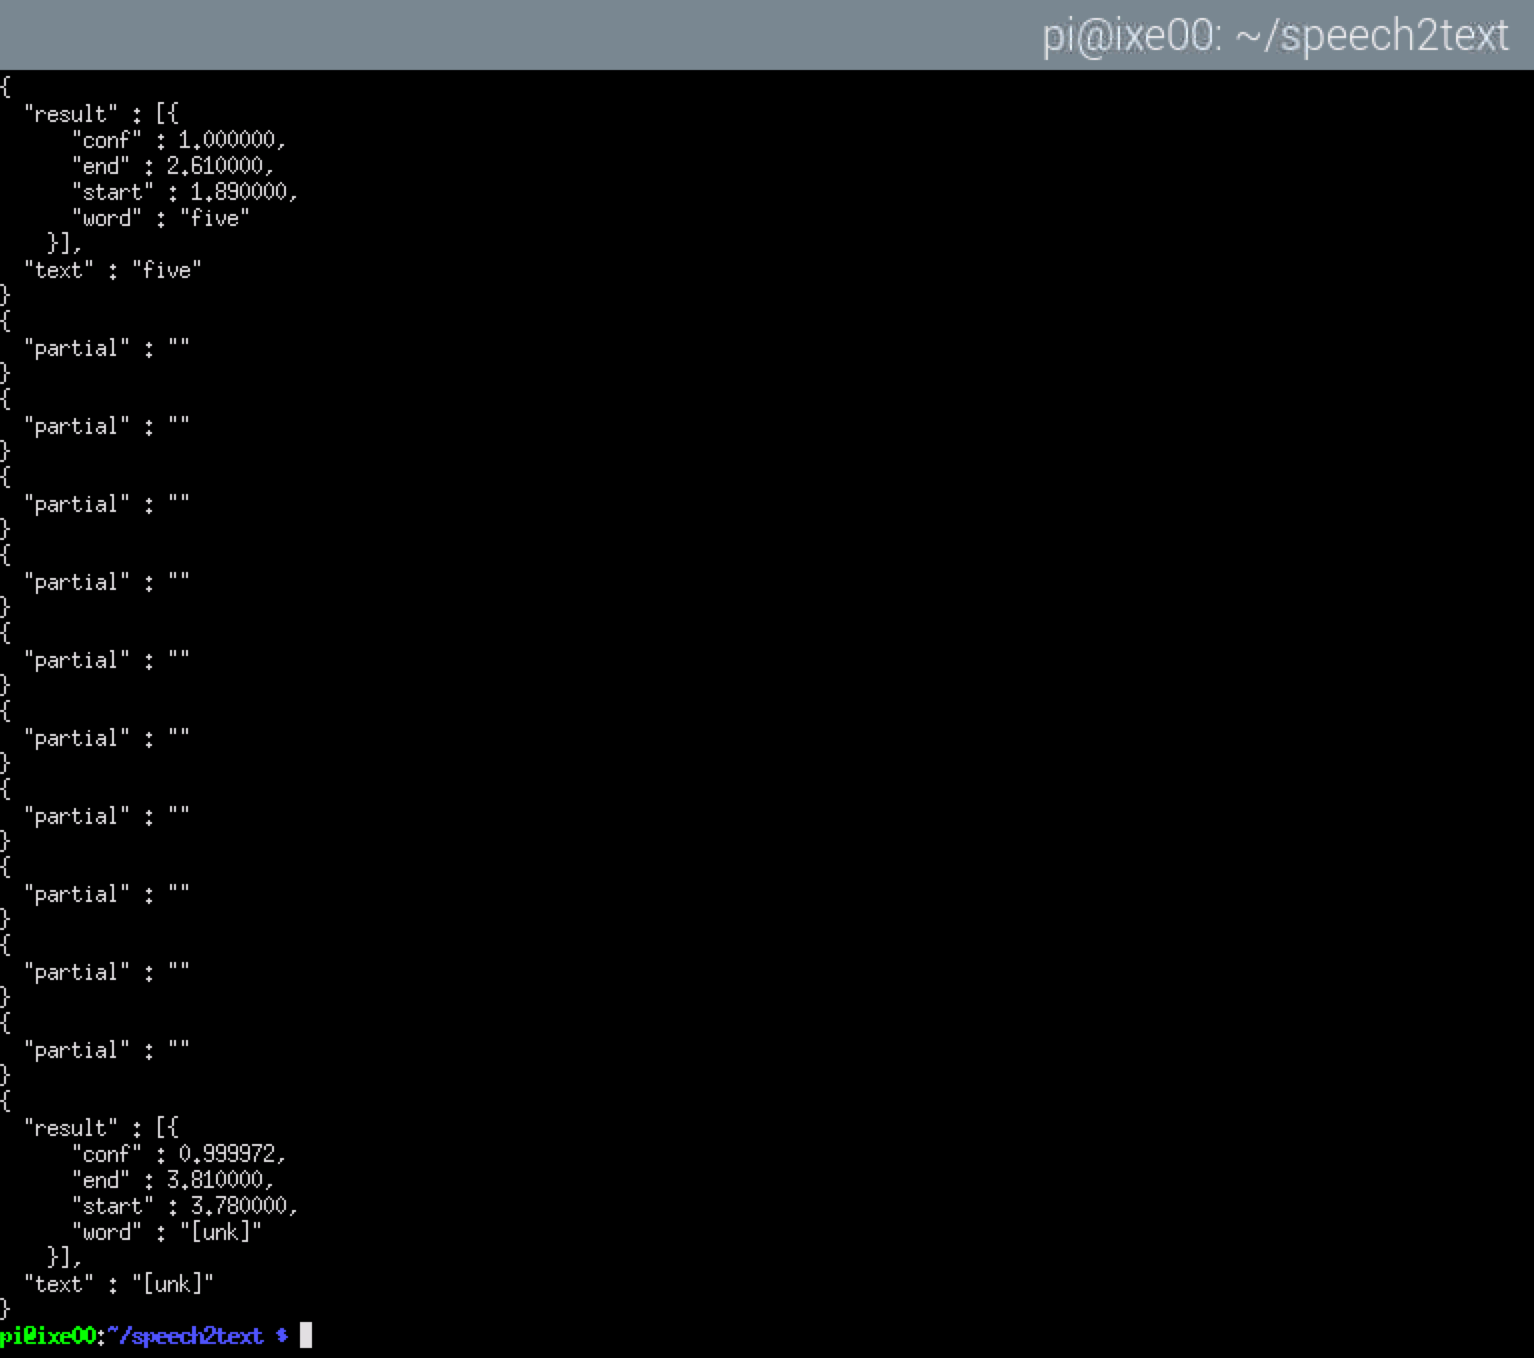 pi@ixe00: ~/speech2text
{
  "result" : [{
      "conf" : 1.000000,
      "end" : 2.610000,
      "start" : 1.890000,
      "word" : "five"
    }],
  "text" : "five"
}
{
  "partial" : ""
}
{
  "partial" : ""
}
{
  "partial" : ""
}
{
  "partial" : ""
}
{
  "partial" : ""
}
{
  "partial" : ""
}
{
  "partial" : ""
}
{
  "partial" : ""
}
{
  "partial" : ""
}
{
  "partial" : ""
}
{
  "result" : [{
      "conf" : 0.999972,
      "end" : 3.810000,
      "start" : 3.780000,
      "word" : "[unk]"
    }],
  "text" : "[unk]"
}
pi@ixe00:~/speech2text $